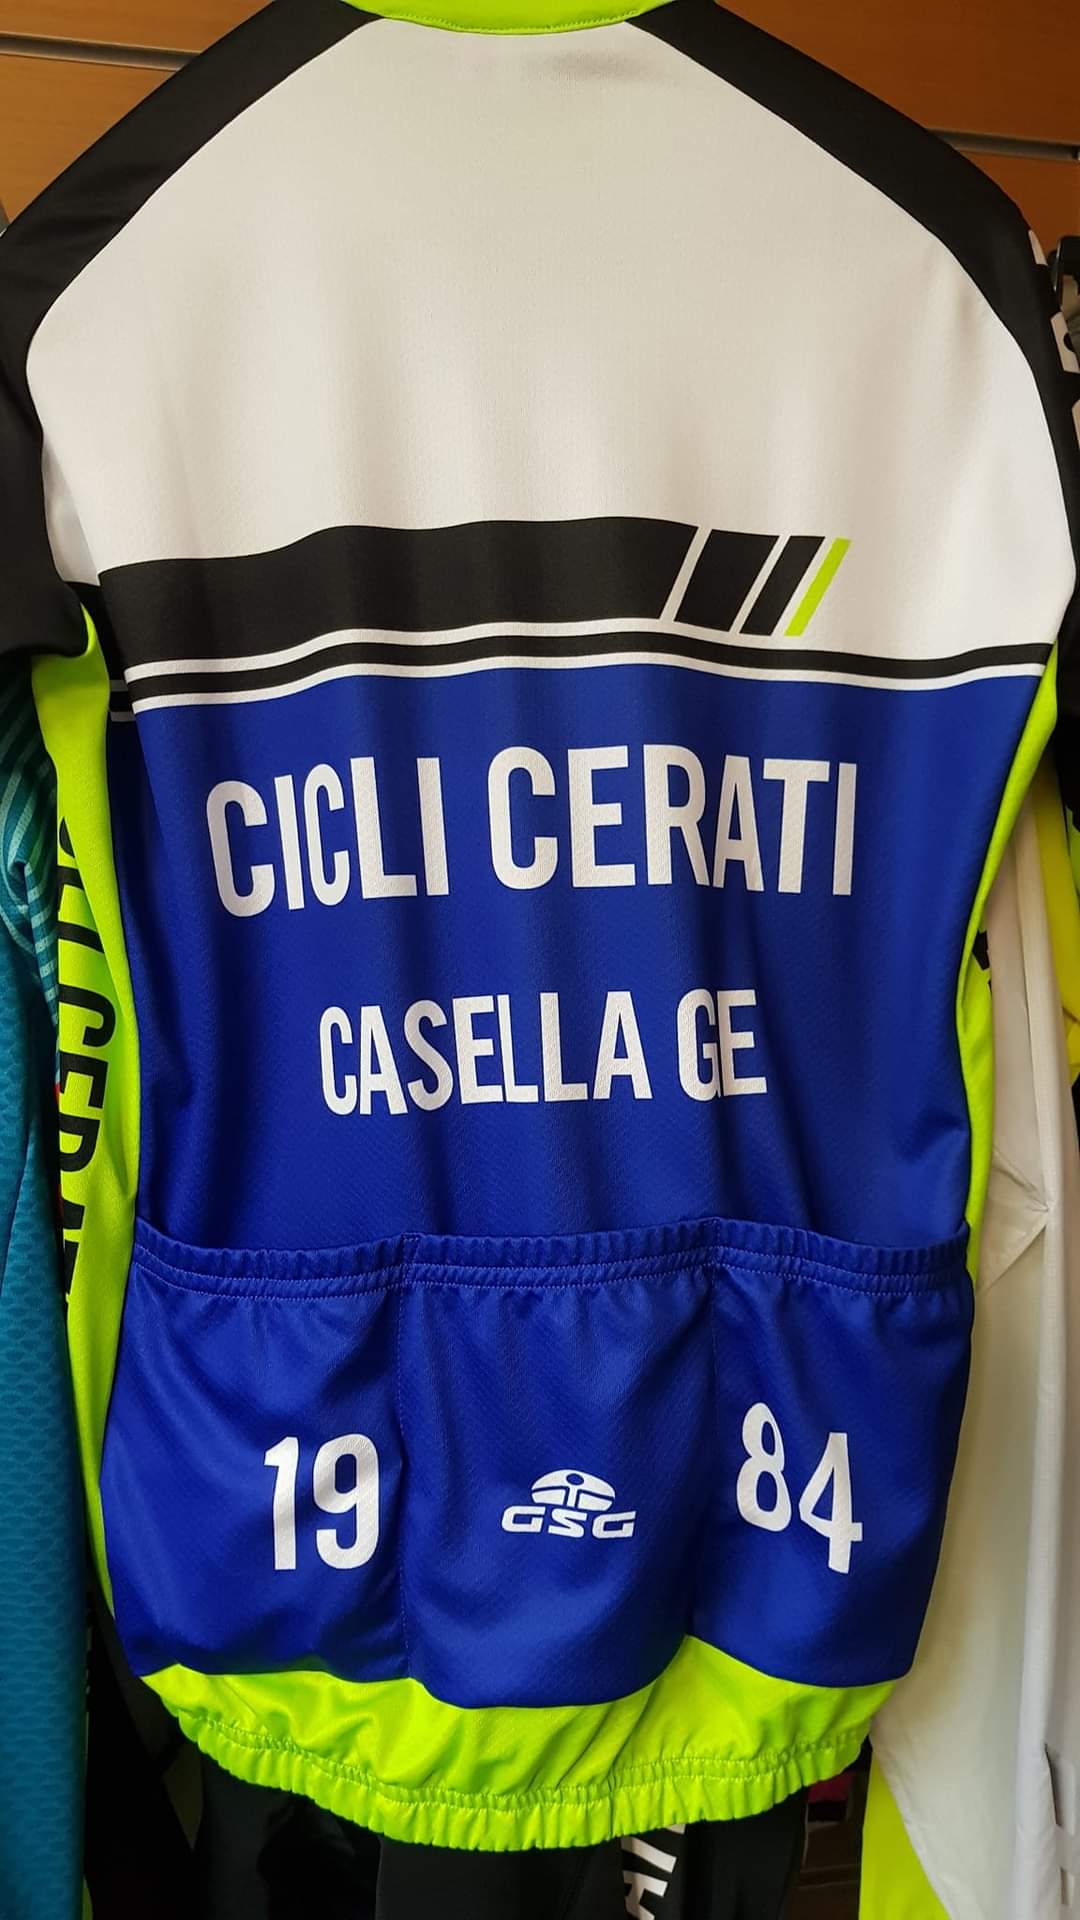 CICLI CERATI
CASELLA GE
19 84
GSG